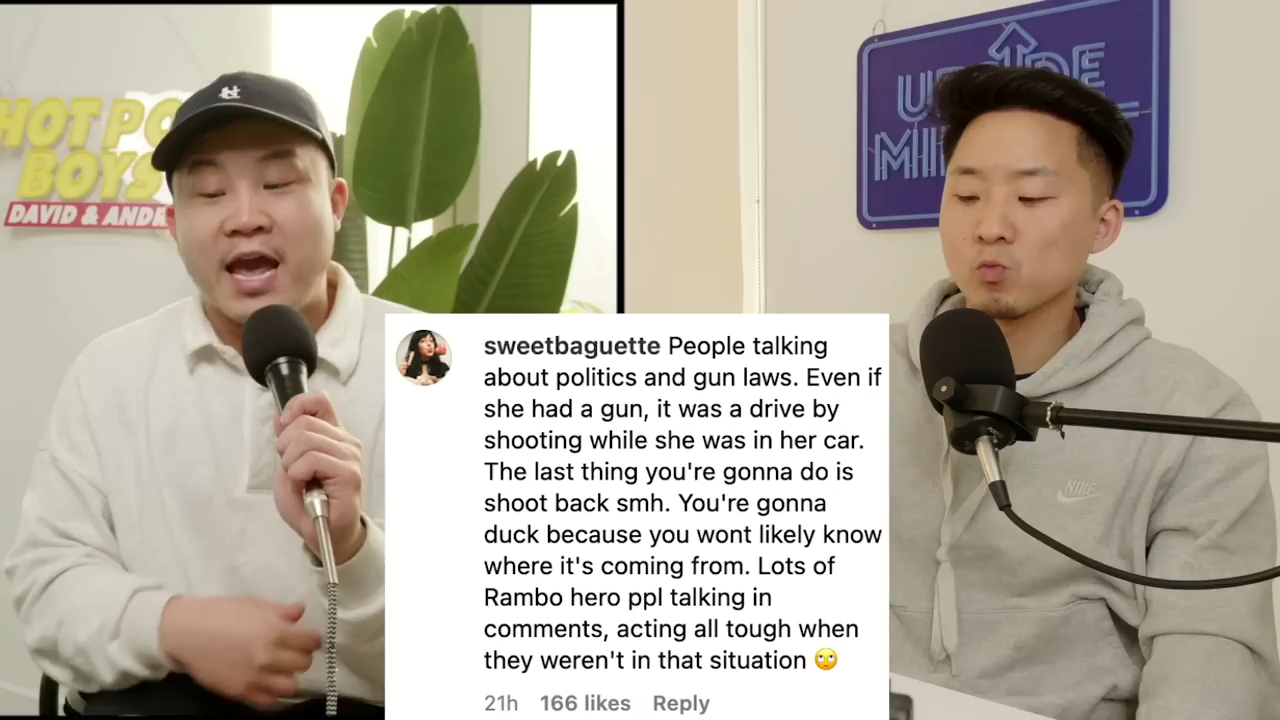 HOT PO
BOYS
DAVID & ANDR
sweetbaguette People talking
about politics and gun laws. Even if
she had a gun, it was a drive by
shooting while she was in her car.
The last thing you're gonna do is
shoot back smh. You're gonna
duck because you wont likely know
where it's coming from. Lots of
Rambo hero ppl talking in
comments, acting all tough when
they weren't in that situation 🙄
21h 166 likes Reply
NIKE